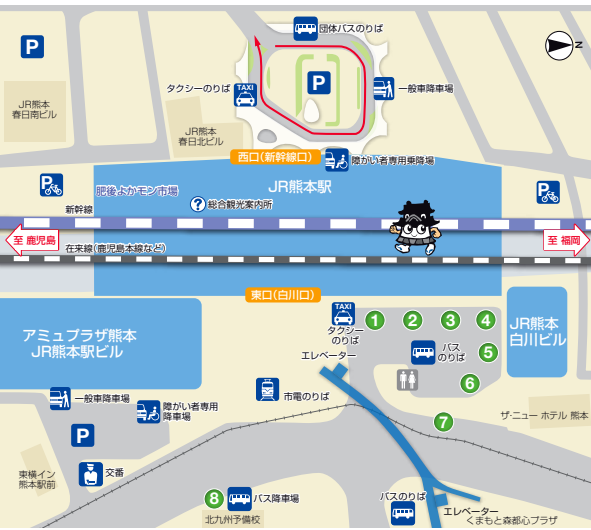 団体バスのりば
P
JR熊本
春日南ビル
タクシーのりば
TAXI
P
一般車降車場
JR熊本
春日北ビル
N
西口(新幹線口)
障がい者専用乗降場
JR熊本駅
P
肥後よかモン市場
?
総合観光案内所
P
新幹線
至 鹿児島
在来線(鹿児島本線など)
至 福岡
東口(白川口)
TAXI
タクシー
のりば
1
2
3
4
バス
のりば
5
6
JR熊本
白川ビル
アミュプラザ熊本
JR熊本駅ビル
エレベーター
一般車降車場
障がい者専用
降車場
市電のりば
7
ザ・ニュー ホテル 熊本
P
東横イン
熊本駅前
交番
8
バス降車場
北九州予備校
バスのりば
エレベーター
くまもと森都心プラザ